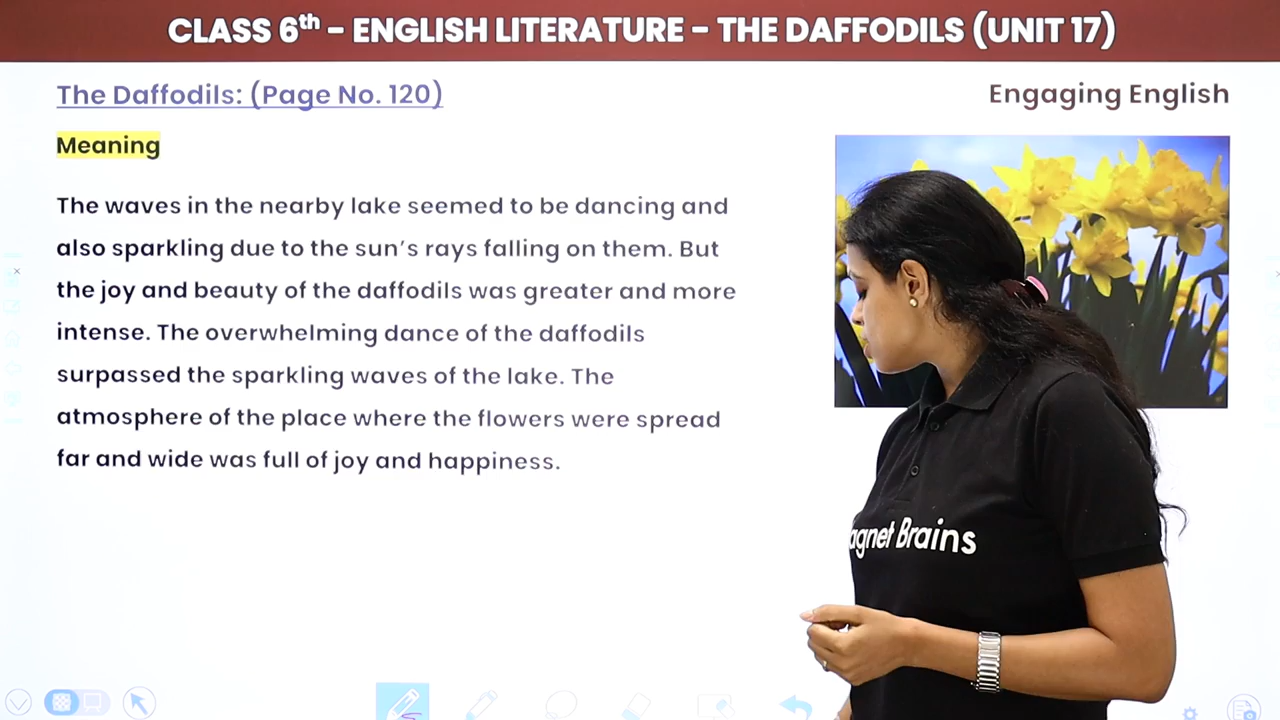 CLASS 6th – ENGLISH LITERATURE – THE DAFFODILS (UNIT 17)
The Daffodils: (Page No. 120)
Engaging English
Meaning
The waves in the nearby lake seemed to be dancing and
also sparkling due to the sun's rays falling on them. But
the joy and beauty of the daffodils was greater and more
intense. The overwhelming dance of the daffodils
surpassed the sparkling waves of the lake. The
atmosphere of the place where the flowers were spread
far and wide was full of joy and happiness.
agnet Brains